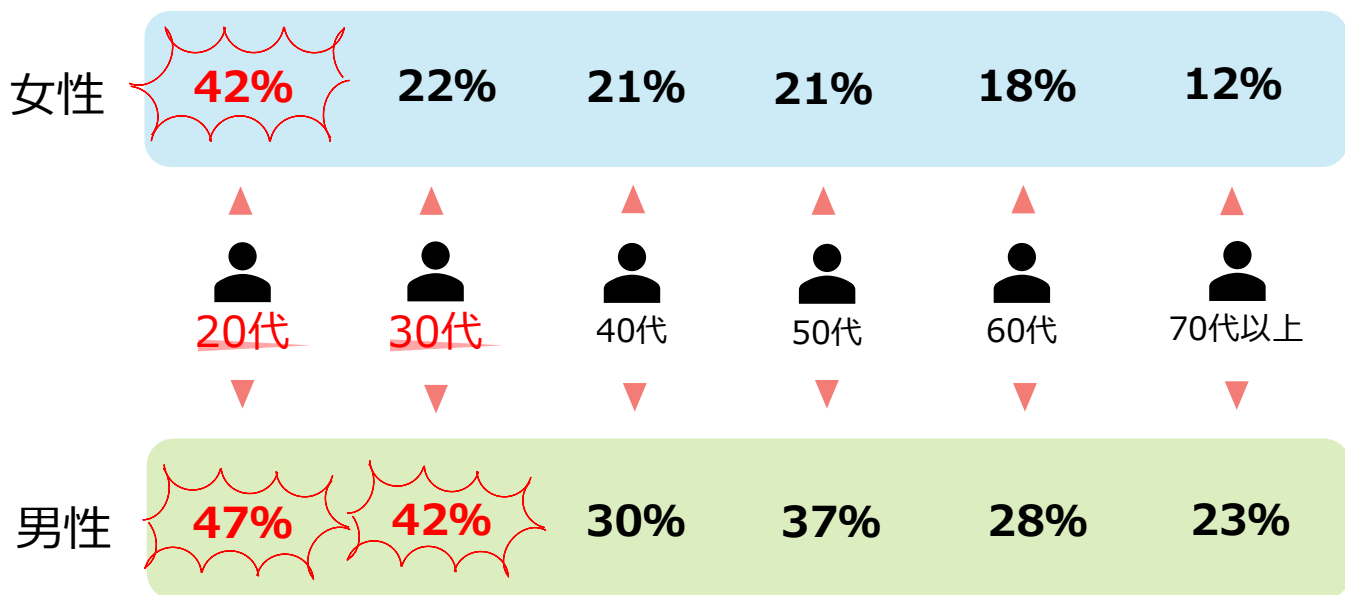 女性 42% 22% 21% 21% 18% 12%
20代 30代 40代 50代 60代 70代以上
男性 47% 42% 30% 37% 28% 23%